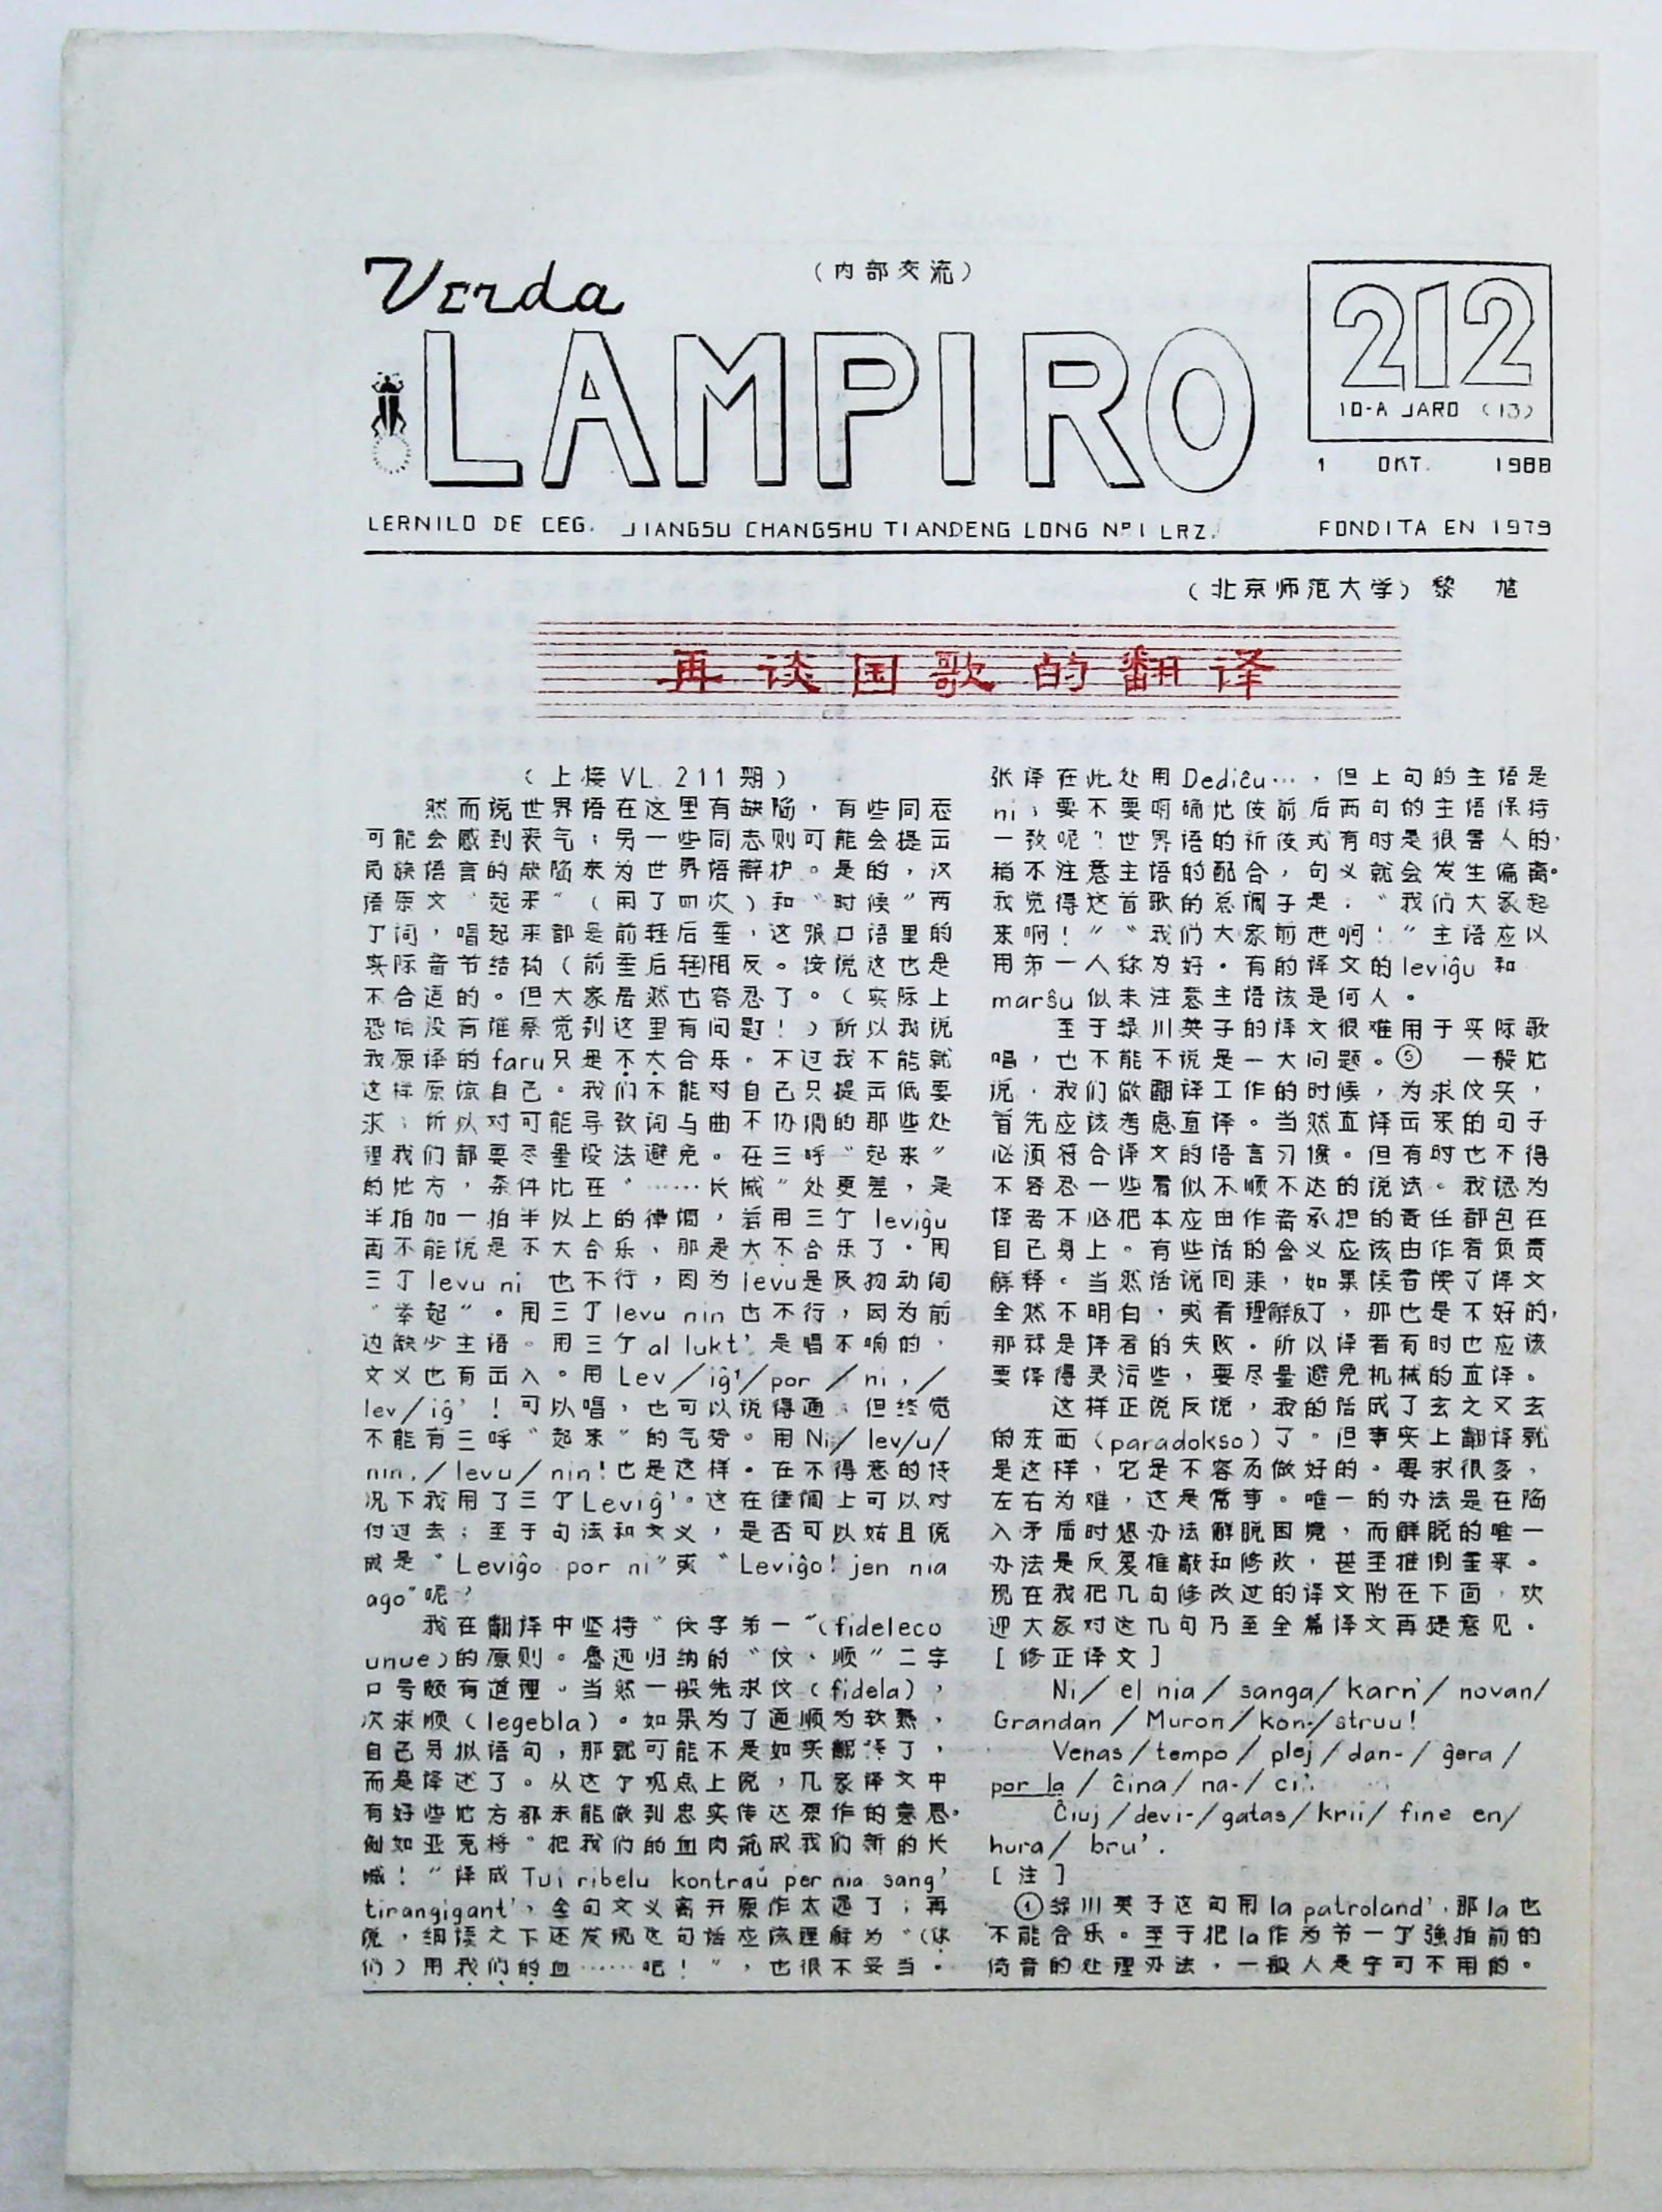 Verda
（内部交流）
LAMPIRO
212
10-A JARO (13)
1 OKT. 1988
LERNILO DE CEG. JIANGSU CHANGSHU TIANDENG LONG Nº1 LRZ. FONDITA EN 1979
（北京师范大学）黎 尴
再谈国歌的翻译
（上接VL 211期）
然而说世界语在这里有缺陷，有些同志
可能会感到丧气；另一些同志则可能会提出
民族语言的缺陷来为世界语辩护。是的，汉
语原文“起来”（用了四次）和“时候”两
个词，唱起来都是前轻后重，这跟口语里的
实际音节结构（前重后轻）相反。按说这也是
不合适的。但大家居然也容忍了。（实际上
恐怕没有谁察觉到这里有问题！）所以我说
我原译的faru只是不大合乐。不过我不能就
这样原谅自己。我们不能对自己只提出低要
求；所以对可能导致词与曲不协调的那些处
理我们都要尽量设法避免。在三呼“起来”
的地方，条件比在“……长城”处更差，是
半拍加一拍半以上的律调，若用三个 leviĝu
再不能说是不大合乐，那是大不合乐了。用
三个 levu ni 也不行，因为 levu是及物动词
“举起”。用三个 levu nin 也不行，因为前
边缺少主语。用三个 al lukt' 是唱不响的，
文义也有出入。用 Lev／iĝ'／por ／ni，／
lev／iĝ'！可以唱，也可以说得通，但终觉
不能有三呼“起来”的气势。用 Ni／lev/u／
nin，／levu／nin!也是这样。在不得意的情
况下我用了三个Leviĝ'。这在律调上可以对
付过去；至于句法和文义，是否可以姑且说
成是“Leviĝo por ni”或“Leviĝo! jen nia
ago”呢？
我在翻译中坚持“信字第一”（fideleco
unue）的原则。鲁迅归纳的“信、顺”二字
口号颇有道理。当然一般先求信（fidela），
次求顺（legebla）。如果为了通顺为软熟，
自己另拟语句，那就可能不是如实翻译了，
而是译述了。从这个观点上说，几家译文中
有好些地方都未能做到忠实传达原作的意思。
例如亚克将“把我们的血肉筑成我们新的长
城！”译成 Tuj ribelu kontraŭ per nia sang'
tirangigant'，全句文义离开原作太远了；再
说，细读之下还发现这句话应该理解为“（你
们）用我们的血……吧！”，也很不妥当。
张译在此处用Dediĉu…，但上句的主语是
ni，要不要明确地使前后两句的主语保持
一致呢？世界语的祈使式有时是很害人的，
稍不注意主语的配合，句义就会发生偏离。
我觉得这首歌的总调子是：“我们大家起
来啊！”“我们大家前进啊！”主语应以
用第一人称为好。有的译文的leviĝu 和
marŝu 似未注意主语该是何人。
至于绿川英子的译文很难用于实际歌
唱，也不能不说是一大问题。⑤ 一般地
说，我们做翻译工作的时候，为求信实，
首先应该考虑直译。当然直译出来的句子
必须符合译文的语言习惯。但有时也不得
不容忍一些看似不顺不达的说法。我认为
译者不必把本应由作者承担的责任都包在
自己身上。有些话的含义应该由作者负责
解释。当然话说回来，如果读者读了译文
全然不明白，或者理解反了，那也是不好的，
那就是译者的失败。所以译者有时也应该
要译得灵活些，要尽量避免机械的直译。
这样正说反说，我的话成了玄之又玄
的东西（paradokso）了。但事实上翻译就
是这样，它是不容易做好的。要求很多，
左右为难，这是常事。唯一的办法是在陷
入矛盾时想办法解脱困境，而解脱的唯一
办法是反复推敲和修改，甚至推倒重来。
现在我把几句修改过的译文附在下面，欢
迎大家对这几句乃至全篇译文再提意见。
[修正译文]
Ni／el nia／sanga／karn'／novan／
Grandan／Muron／kon-／struu!
Venas／tempo／plej／dan-／ĝera／
por la／ĉina／na-／ci'.
Ĉiuj／devi-／gatas／krii／fine en／
hura／bru'.
[注]
④绿川英子这句用 la patroland'，那 la也
不能合乐。至于把la作为第一个强拍前的
倚音的处理办法，一般人是宁可不用的。